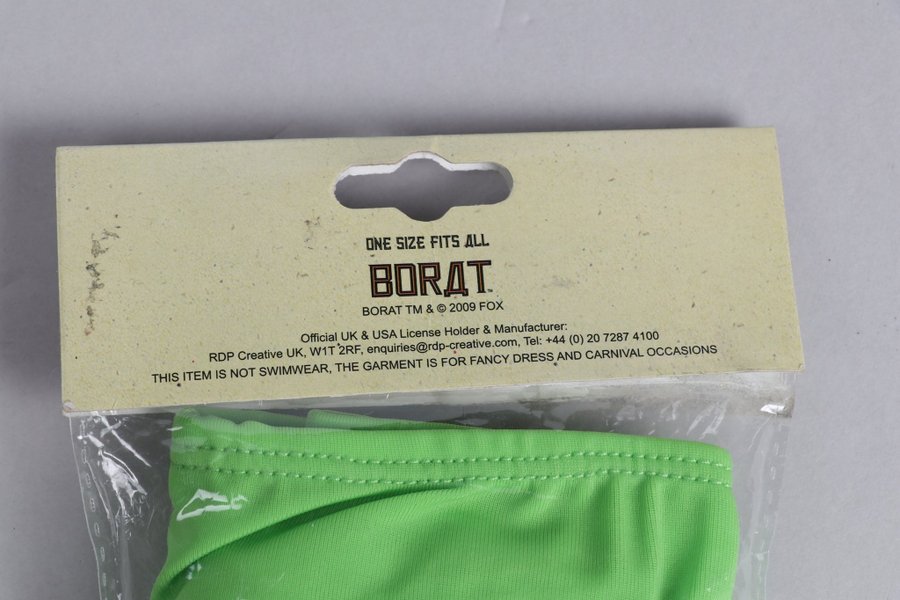 ONE SIZE FITS ALL
BORAT™
BORAT TM & © 2009 FOX
Official UK & USA License Holder & Manufacturer:
RDP Creative UK, W1T 2RF, enquiries@rdp-creative.com, Tel: +44 (0) 20 7287 4100
THIS ITEM IS NOT SWIMWEAR, THE GARMENT IS FOR FANCY DRESS AND CARNIVAL OCCASIONS